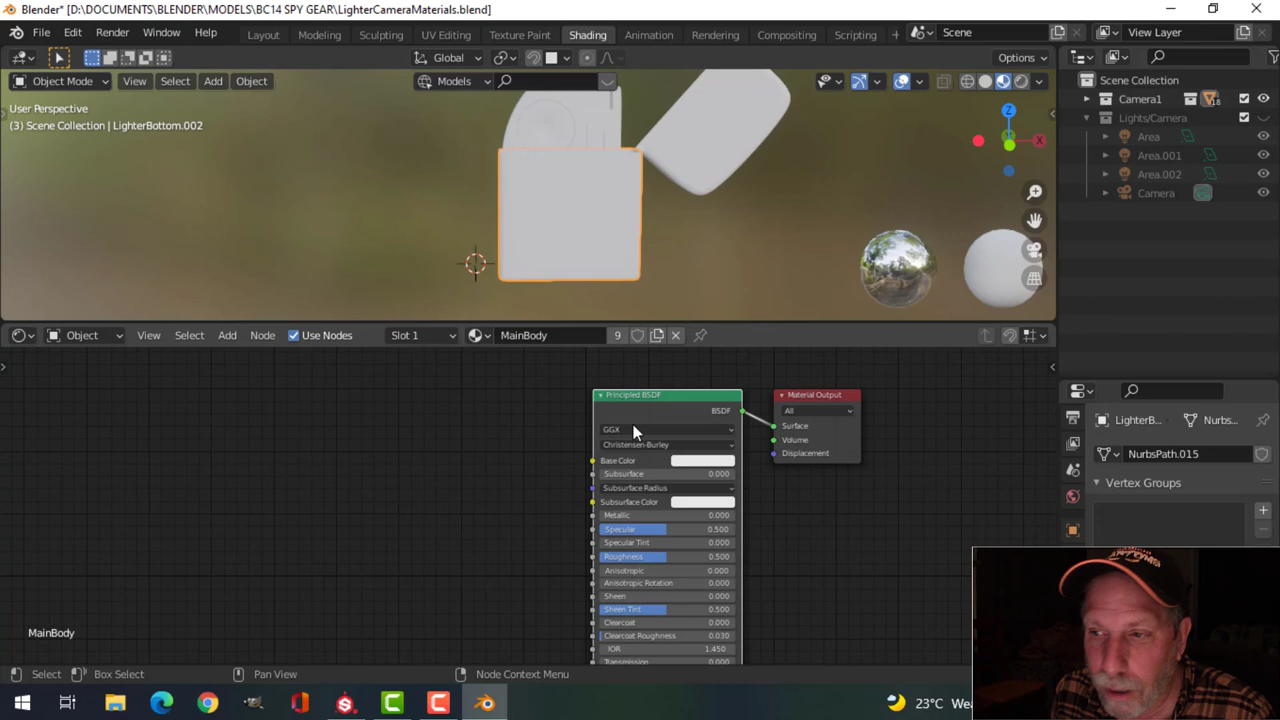 Blender* [D:\DOCUMENTS\BLENDER\MODELS\BC14 SPY GEAR\LighterCameraMaterials.blend]
File Edit Render Window Help Layout Modeling Sculpting UV Editing Texture Paint Shading Animation Rendering Compositing Scripting Scene View Layer
Global Options
Object Mode View Select Add Object Models
User Perspective
(3) Scene Collection | LighterBottom.002
Z
X
Scene Collection
Camera1 18
Lights/Camera
Area
Area.001
Area.002
Camera
Object View Select Add Node Use Nodes Slot 1 MainBody 9
Principled BSDF
BSDF
GGX
Christensen-Burley
Base Color
Subsurface 0.000
Subsurface Radius
Subsurface Color
Metallic 0.000
Specular 0.500
Specular Tint 0.000
Roughness 0.500
Anisotropic 0.000
Anisotropic Rotation 0.000
Sheen 0.000
Sheen Tint 0.500
Clearcoat 0.000
Clearcoat Roughness 0.030
IOR 1.450
Transmission 0.000
Material Output
All
Surface
Volume
Displacement
LighterB... NurbsP...
NurbsPath.015
Vertex Groups
MainBody
Select Box Select Pan View Node Context Menu
23°C Wea